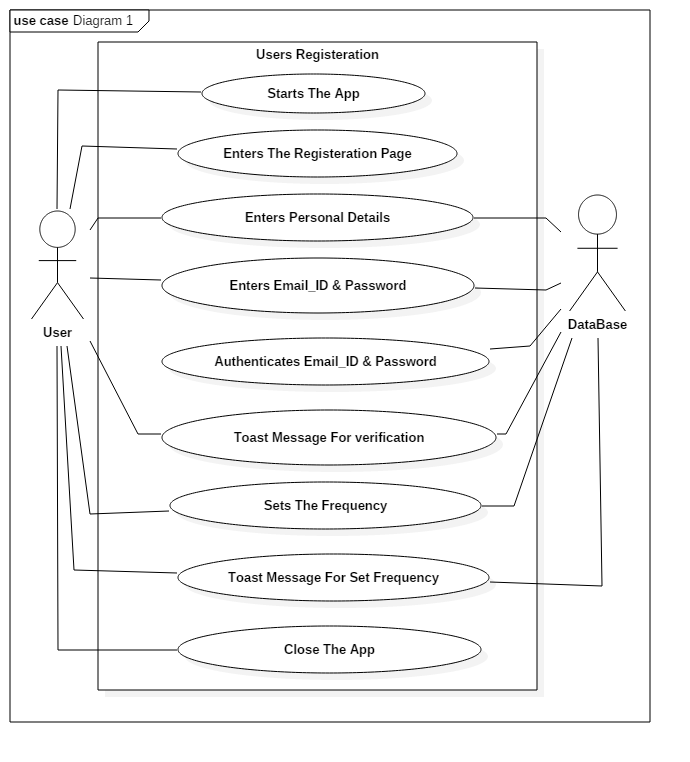 use case Diagram 1
Users Registeration
Starts The App
Enters The Registeration Page
Enters Personal Details
Enters Email_ID & Password
User
DataBase
Authenticates Email_ID & Password
Toast Message For verification
Sets The Frequency
Toast Message For Set Frequency
Close The App